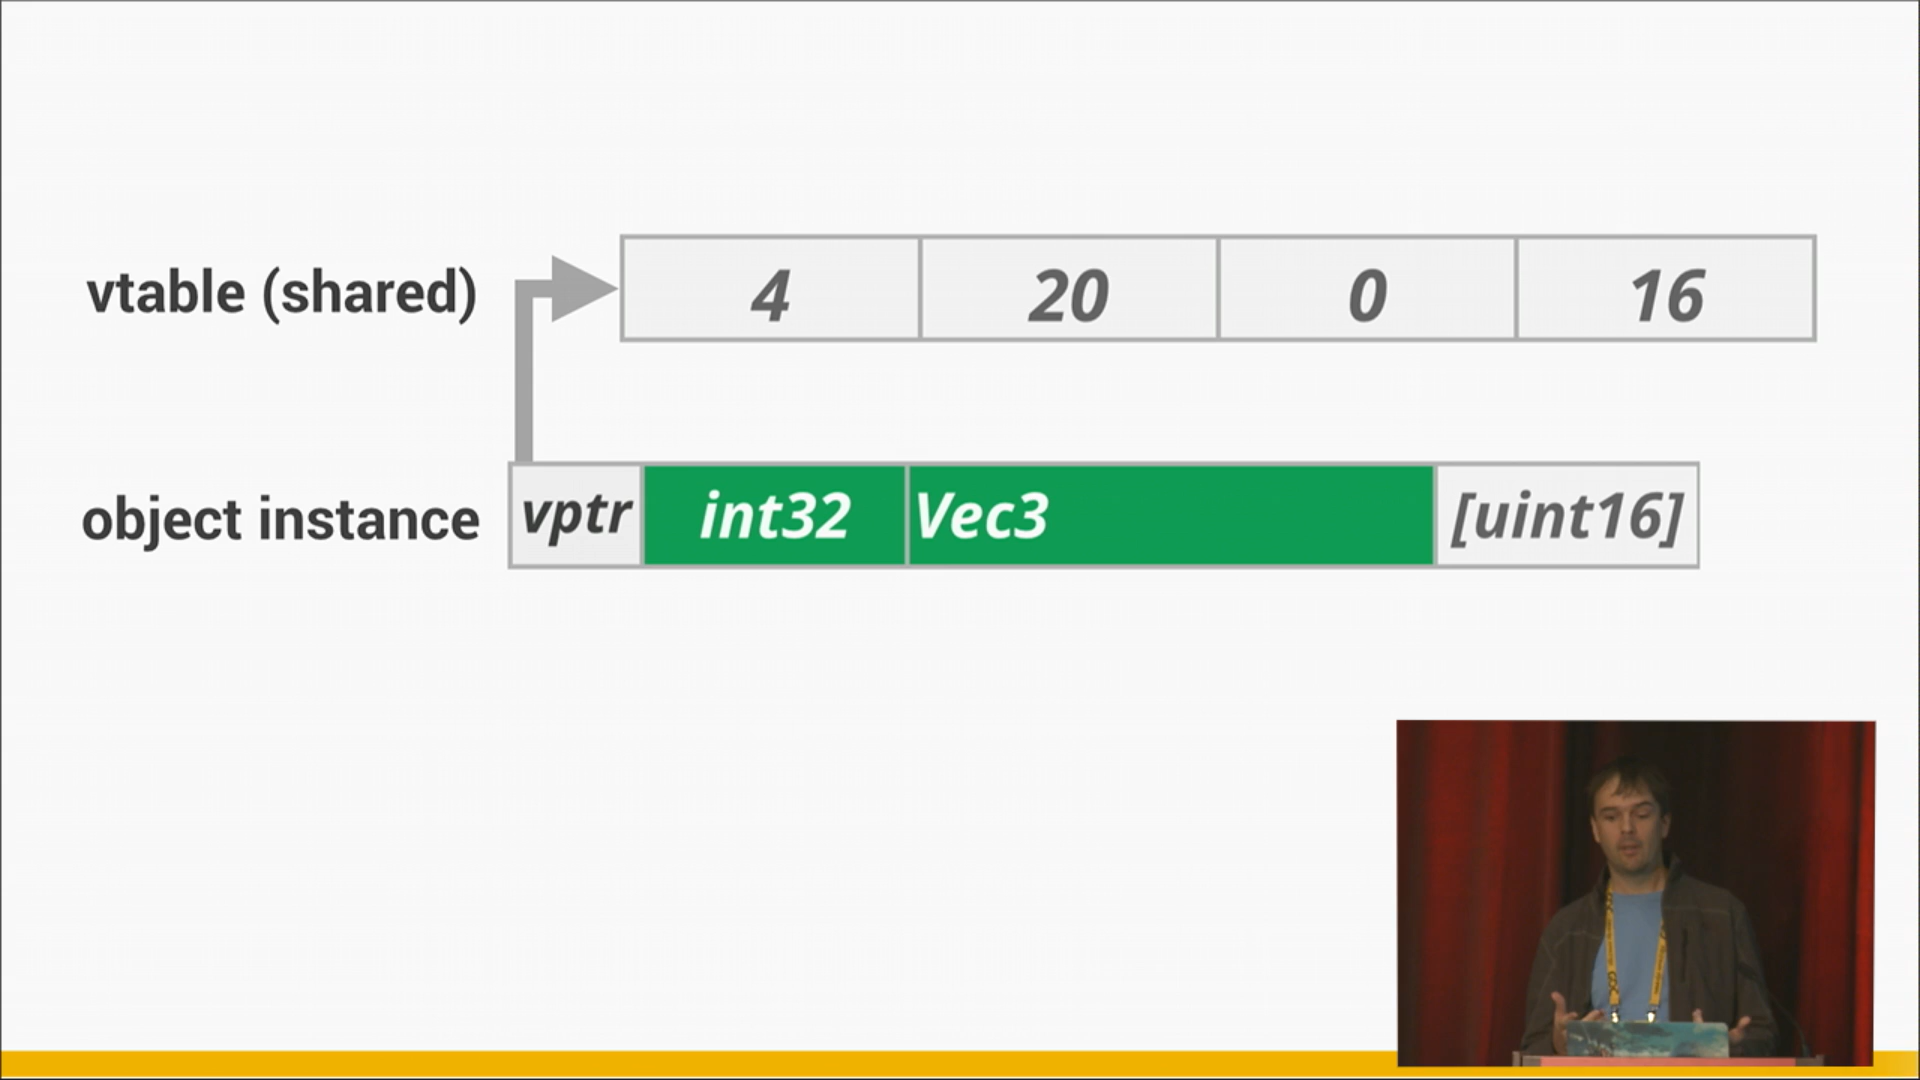 vtable (shared)
4 20 0 16
object instance
vptr int32 Vec3 [uint16]